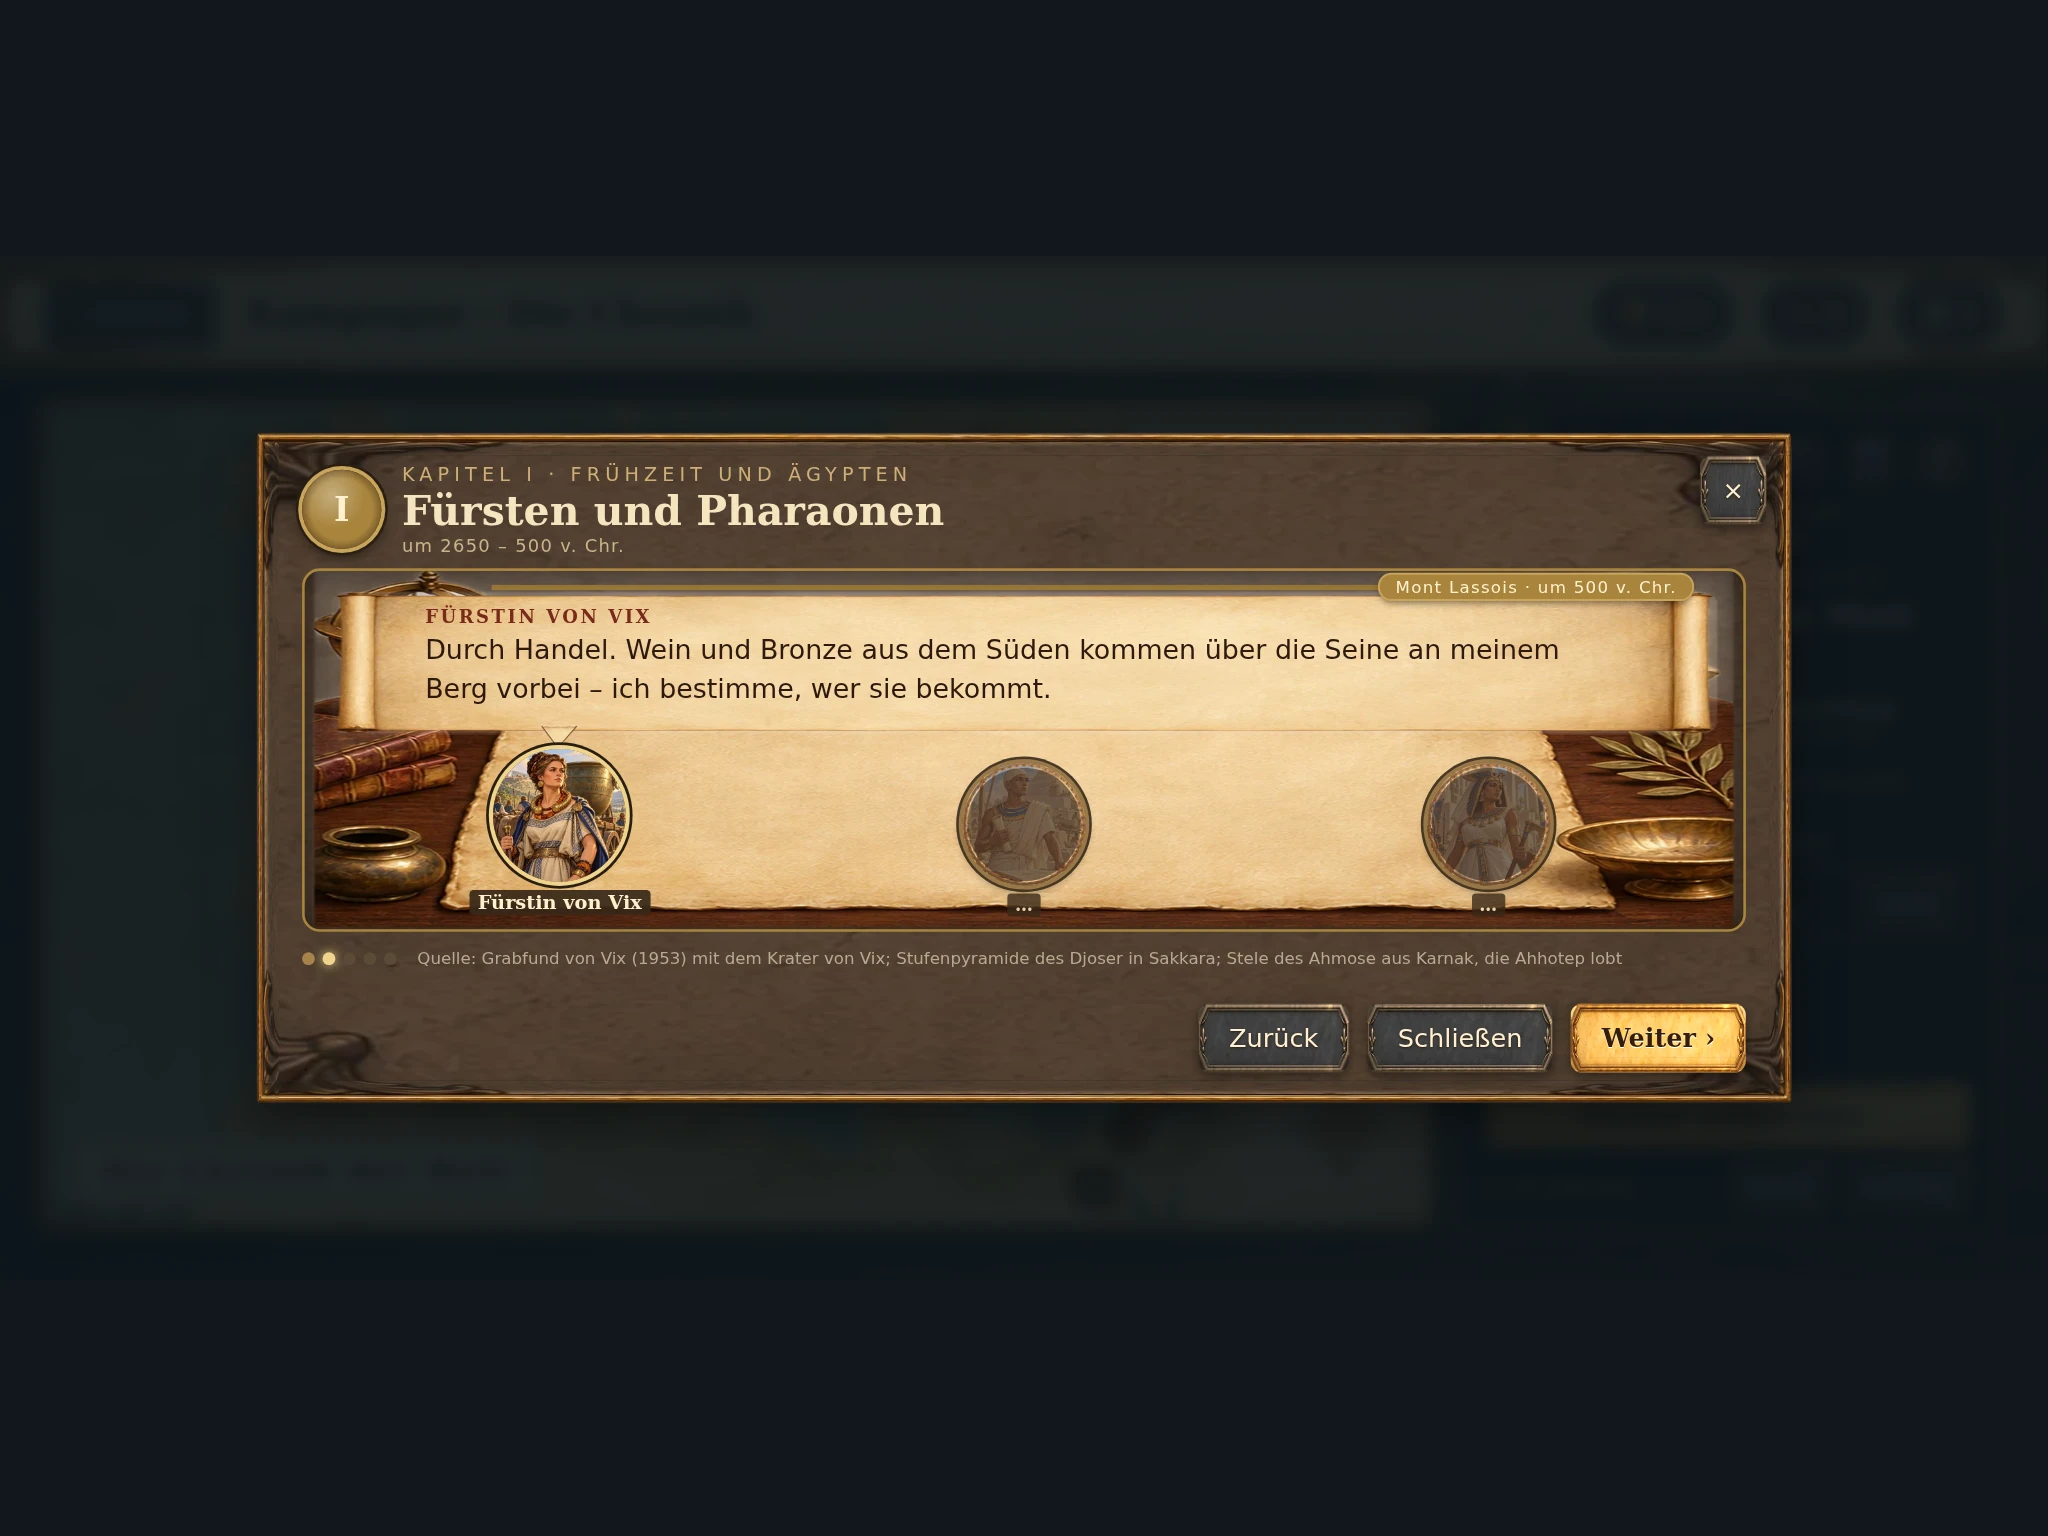 I
KAPITEL I · FRÜHZEIT UND ÄGYPTEN
Fürsten und Pharaonen
um 2650 – 500 v. Chr.
×
Mont Lassois · um 500 v. Chr.
FÜRSTIN VON VIX
Durch Handel. Wein und Bronze aus dem Süden kommen über die Seine an meinem
Berg vorbei – ich bestimme, wer sie bekommt.
Fürstin von Vix
...
...
Quelle: Grabfund von Vix (1953) mit dem Krater von Vix; Stufenpyramide des Djoser in Sakkara; Stele des Ahmose aus Karnak, die Ahhotep lobt
Zurück
Schließen
Weiter ›